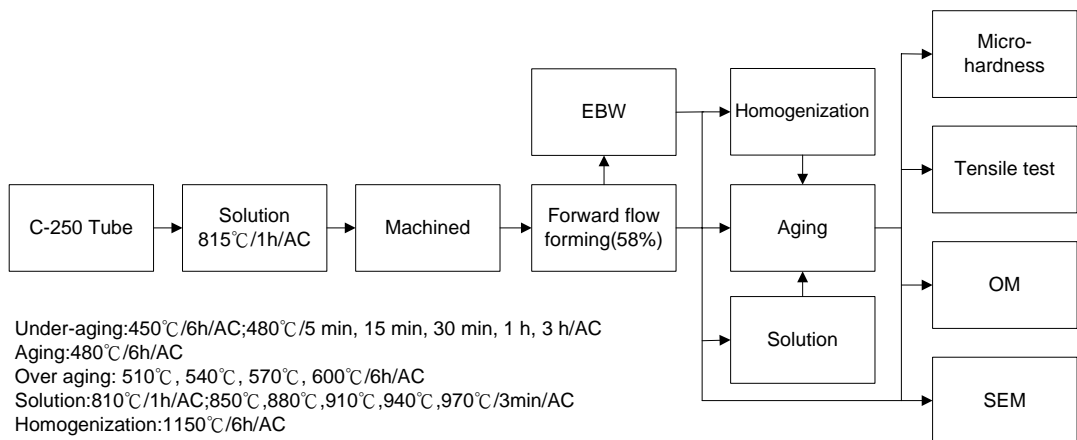 Micro-
hardness
EBW
Homogenization
Tensile test
C-250 Tube
Solution
815℃/1h/AC
Machined
Forward flow
forming(58%)
Aging
OM
Solution
SEM
Under-aging:450℃/6h/AC;480℃/5 min, 15 min, 30 min, 1 h, 3 h/AC
Aging:480℃/6h/AC
Over aging: 510℃, 540℃, 570℃, 600℃/6h/AC
Solution:810℃/1h/AC;850℃,880℃,910℃,940℃,970℃/3min/AC
Homogenization:1150℃/6h/AC